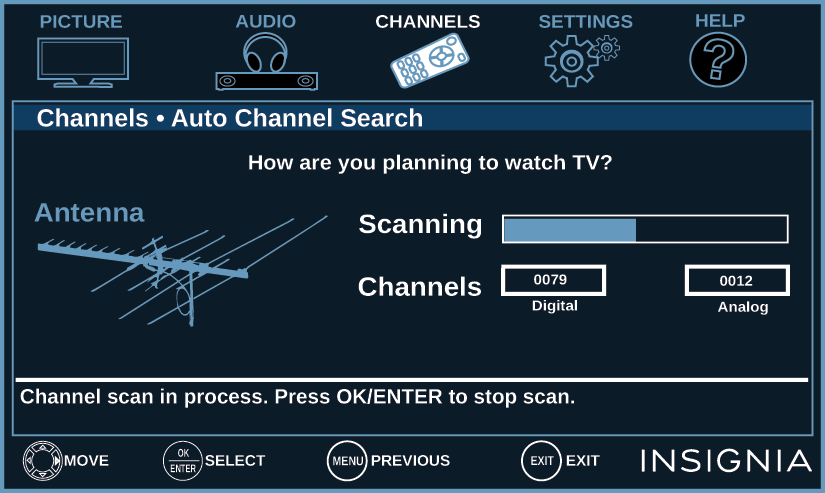 PICTURE AUDIO CHANNELS SETTINGS HELP
?
Channels • Auto Channel Search
How are you planning to watch TV?
Antenna
Scanning
Channels 0079 0012
Digital Analog
Channel scan in process. Press OK/ENTER to stop scan.
MOVE OK/ENTER SELECT MENU PREVIOUS EXIT EXIT INSIGNIA